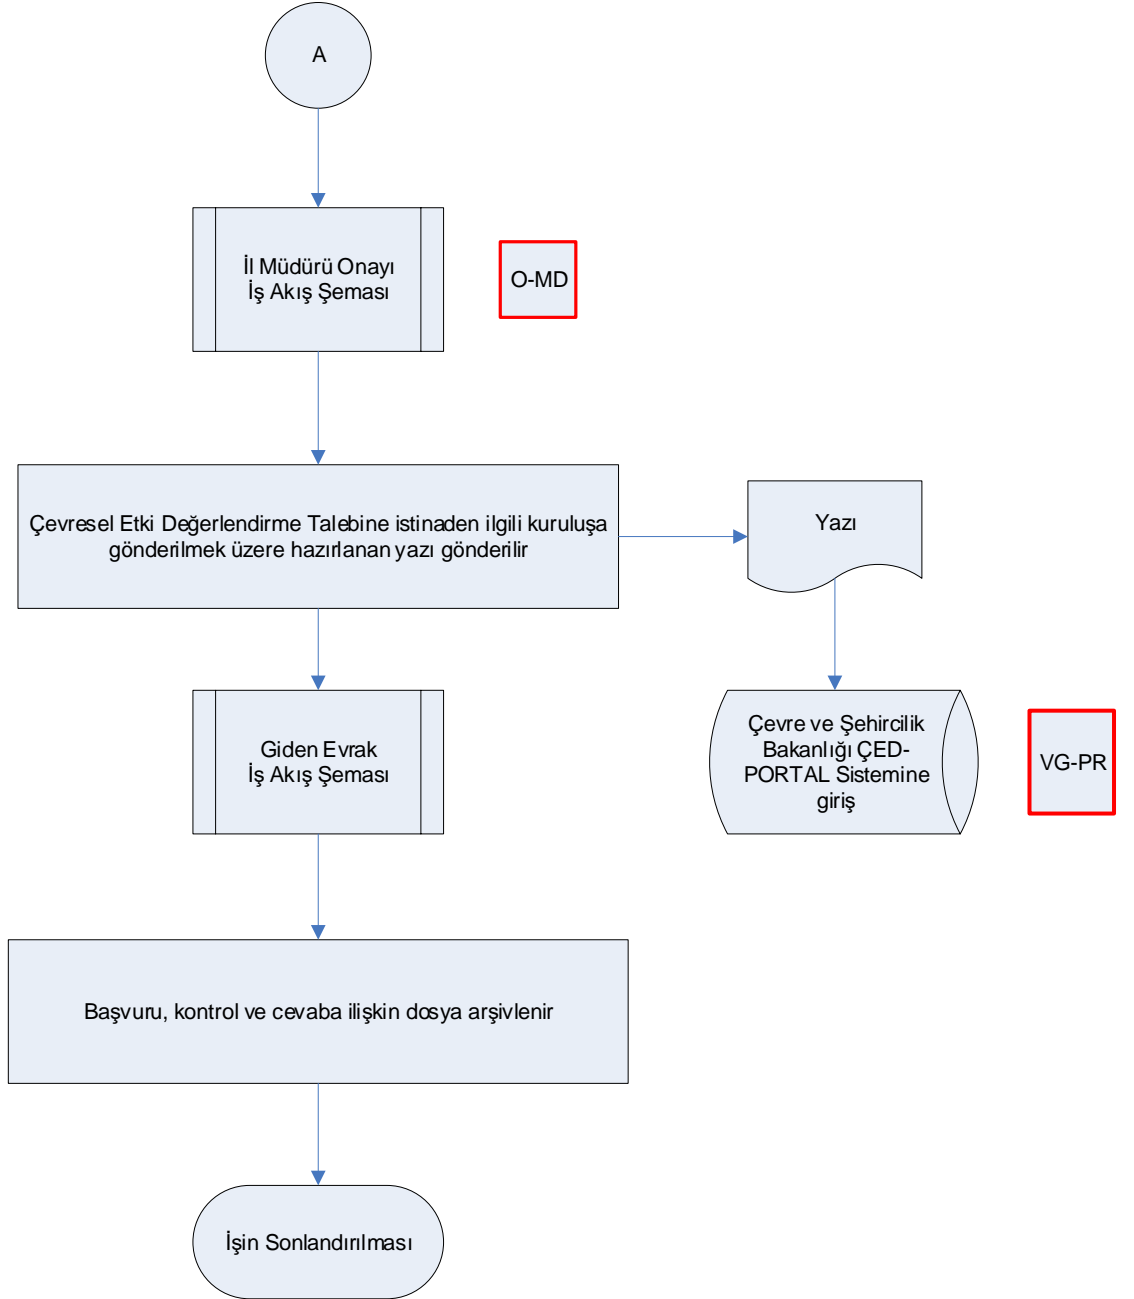 A
İl Müdürü Onayı
İş Akış Şeması
O-MD
Çevresel Etki Değerlendirme Talebine istinaden ilgili kuruluşa
gönderilmek üzere hazırlanan yazı gönderilir
Yazı
Giden Evrak
İş Akış Şeması
Çevre ve Şehircilik
Bakanlığı ÇED-
PORTAL Sistemine
giriş
VG-PR
Başvuru, kontrol ve cevaba ilişkin dosya arşivlenir
İşin Sonlandırılması